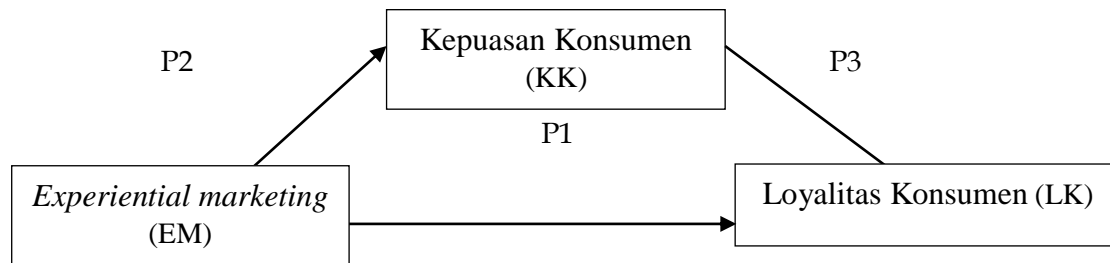 Kepuasan Konsumen
(KK)
P2
P3
P1
Experiential marketing
(EM)
Loyalitas Konsumen (LK)